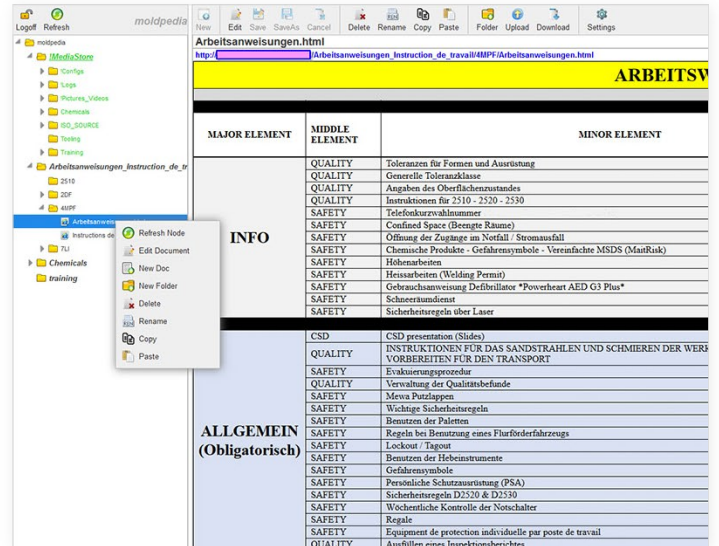 Logoff Refresh moldpedia New Edit Save SaveAs Cancel Delete Rename Copy Paste Folder Upload Download Settings
moldpedia
!MediaStore
!Configs
!Logs
!Pictures_Videos
Chemicals
ISO_SOURCE
Tooling
Training
Arbeitsanweisungen_Instruction_de_tr
2510
2DF
4MPF
Arbeitsanweis
Instructions de
7LI
Chemicals
training
Refresh Node
Edit Document
New Doc
New Folder
Delete
Rename
Copy
Paste
Arbeitsanweisungen.html
http:// /Arbeitsanweisungen_Instruction_de_travail/4MPF/Arbeitsanweisungen.html
ARBEITSW
MAJOR ELEMENT MIDDLE ELEMENT MINOR ELEMENT
INFO
QUALITY Toleranzen für Formen und Ausrüstung
QUALITY Generelle Toleranzklasse
QUALITY Angaben des Oberflächenzustandes
QUALITY Instruktionen für 2510 - 2520 - 2530
SAFETY Telefonkurzwahlnummer
SAFETY Confined Space (Beengte Räume)
SAFETY Öffnung der Zugänge im Notfall / Stromausfall
SAFETY Chemische Produkte - Gefahrensymbole - Vereinfachte MSDS (MaitRisk)
SAFETY Höhenarbeiten
SAFETY Heissarbeiten (Welding Permit)
SAFETY Gebrauchsanweisung Defibrillator *Powerheart AED G3 Plus*
SAFETY Schneeräumdienst
SAFETY Sicherheitsregeln über Laser
ALLGEMEIN
(Obligatorisch)
CSD CSD presentation (Slides)
QUALITY INSTRUKTIONEN FÜR DAS SANDSTRAHLEN UND SCHMIEREN DER WERK
VORBEREITEN FÜR DEN TRANSPORT
SAFETY Evakuierungsprozedur
QUALITY Verwaltung der Qualitätsbefunde
SAFETY Mewa Putzlappen
SAFETY Wichtige Sicherheitsregeln
SAFETY Benutzen der Paletten
SAFETY Regeln bei Benutzung eines Flurförderfahrzeugs
SAFETY Lockout / Tagout
SAFETY Benutzen der Hebeinstrumente
SAFETY Gefahrensymbole
SAFETY Persönliche Schutzausrüstung (PSA)
SAFETY Sicherheitsregeln D2520 & D2530
SAFETY Wöchentliche Kontrolle der Notschalter
SAFETY Regale
SAFETY Equipment de protection individuelle par poste de travail
QUALITY Ausfüllen eines Inspektionsberichtes